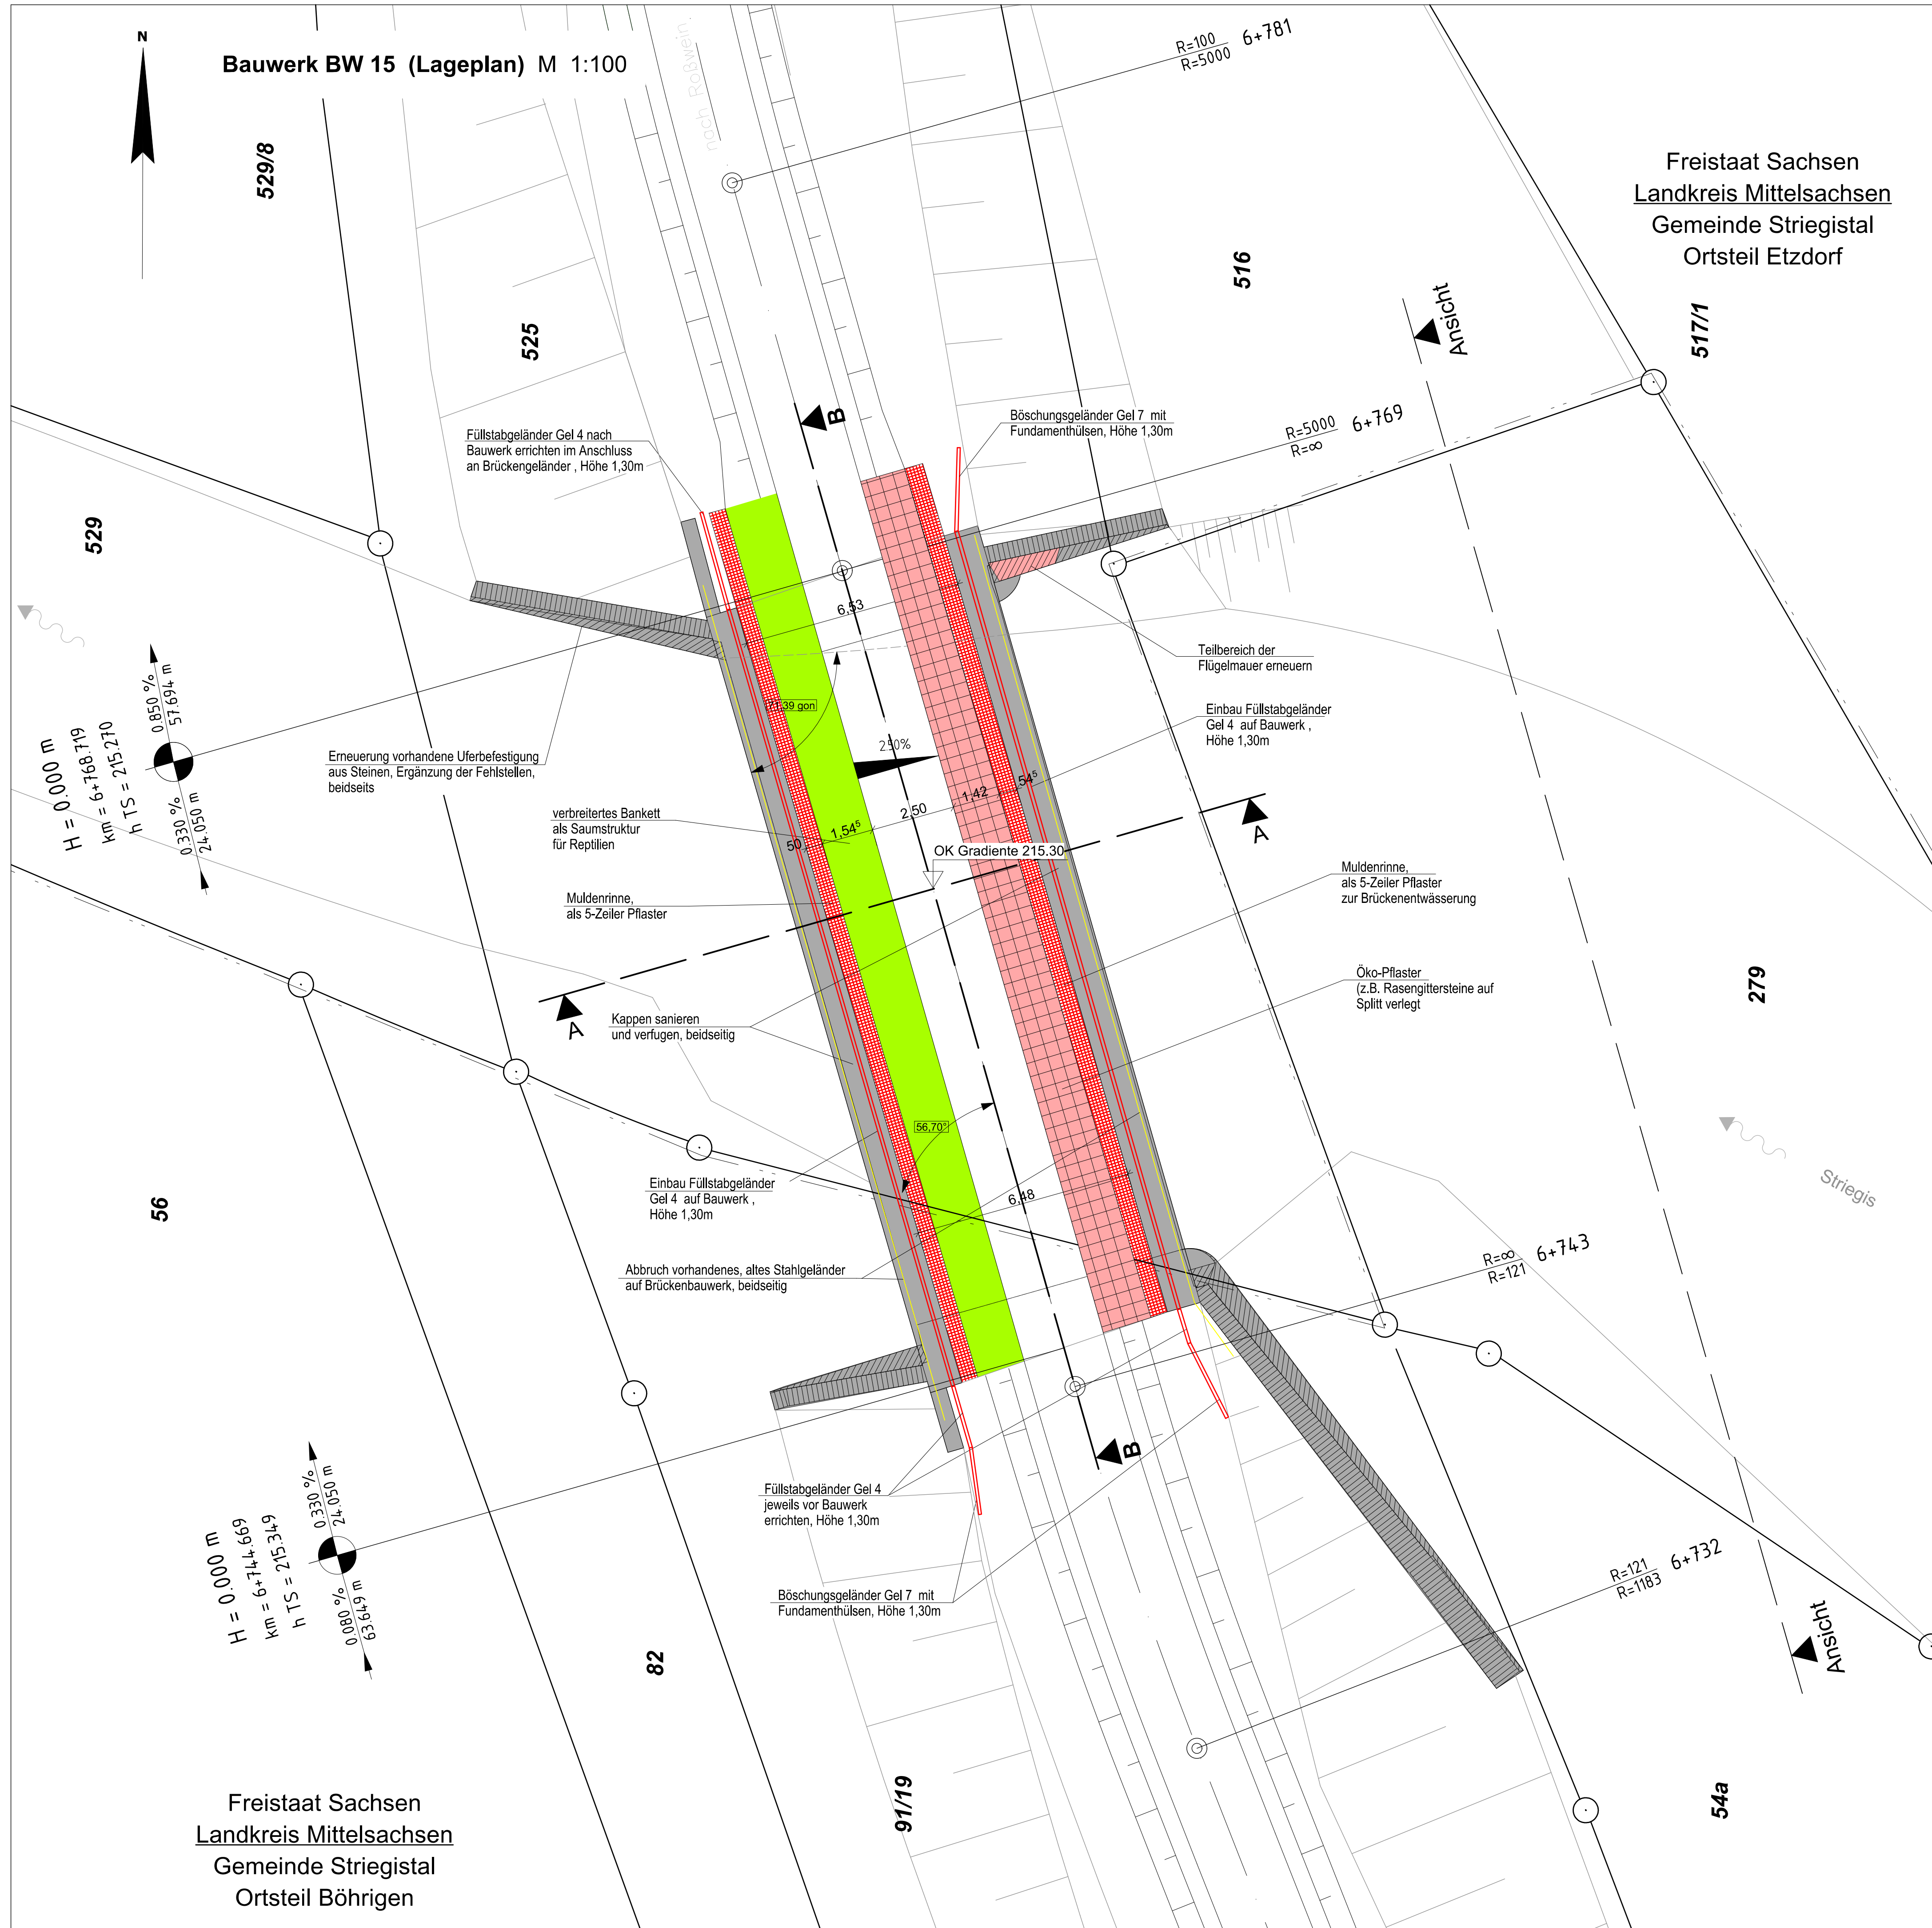 N
Bauwerk BW 15 (Lageplan) M 1:100
nach Roßwein
R=100
R=5000
6+781
529/8
Freistaat Sachsen
Landkreis Mittelsachsen
Gemeinde Striegistal
Ortsteil Etzdorf
516
525
Ansicht
517/1
B
Böschungsgeländer Gel 7 mit
Fundamenthülsen, Höhe 1,30m
R=5000
R=∞
6+769
Füllstabgeländer Gel 4 nach
Bauwerk errichten im Anschluss
an Brückengeländer , Höhe 1,30m
529
6,53
Teilbereich der
Flügelmauer erneuern
71,39 gon
Einbau Füllstabgeländer
Gel 4 auf Bauwerk ,
Höhe 1,30m
0.850 %
57.694 m
H = 0.000 m
km = 6+768.719
h TS = 215.270
0.330 %
24.050 m
Erneuerung vorhandene Uferbefestigung
aus Steinen, Ergänzung der Fehlstellen,
beidseits
2.50%
verbreitertes Bankett
als Saumstruktur
für Reptilien
50
1,54⁵
2,50
1,42
,54⁵
A
OK Gradiente 215.30
Muldenrinne,
als 5-Zeiler Pflaster
Muldenrinne,
als 5-Zeiler Pflaster
zur Brückenentwässerung
Öko-Pflaster
(z.B. Rasengittersteine auf
Splitt verlegt
279
A
Kappen sanieren
und verfugen, beidseitig
56,70°
Einbau Füllstabgeländer
Gel 4 auf Bauwerk ,
Höhe 1,30m
6,48
56
Striegis
Abbruch vorhandenes, altes Stahlgeländer
auf Brückenbauwerk, beidseitig
R=∞
R=121
6+743
B
Füllstabgeländer Gel 4
jeweils vor Bauwerk
errichten, Höhe 1,30m
0.330 %
24.050 m
H = 0.000 m
km = 6+744.669
h TS = 215.349
0.080 %
63.649 m
Böschungsgeländer Gel 7 mit
Fundamenthülsen, Höhe 1,30m
R=121
R=1183
6+732
Ansicht
82
91/19
54a
Freistaat Sachsen
Landkreis Mittelsachsen
Gemeinde Striegistal
Ortsteil Böhrigen